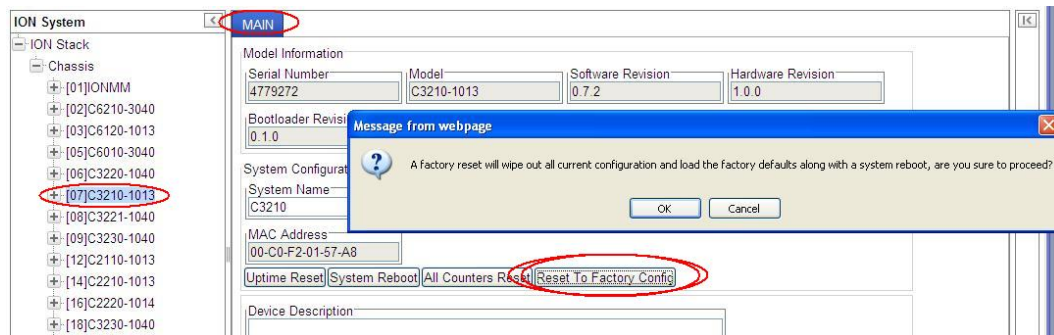 ION System
MAIN
ION Stack
Chassis
[01]IONMM
[02]C6210-3040
[03]C6120-1013
[05]C6010-3040
[06]C3220-1040
[07]C3210-1013
[08]C3221-1040
[09]C3230-1040
[12]C2110-1013
[14]C2210-1013
[16]C2220-1014
[18]C3230-1040
Model Information
Serial Number
Model
Software Revision
Hardware Revision
4779272
C3210-1013
0.7.2
1.0.0
Bootloader Revisi
0.1.0
Message from webpage
A factory reset will wipe out all current configuration and load the factory defaults along with a system reboot, are you sure to proceed?
OK
Cancel
System Configurat
System Name
C3210
MAC Address
00-C0-F2-01-57-A8
Uptime Reset
System Reboot
All Counters Reset
Reset To Factory Config
Device Description